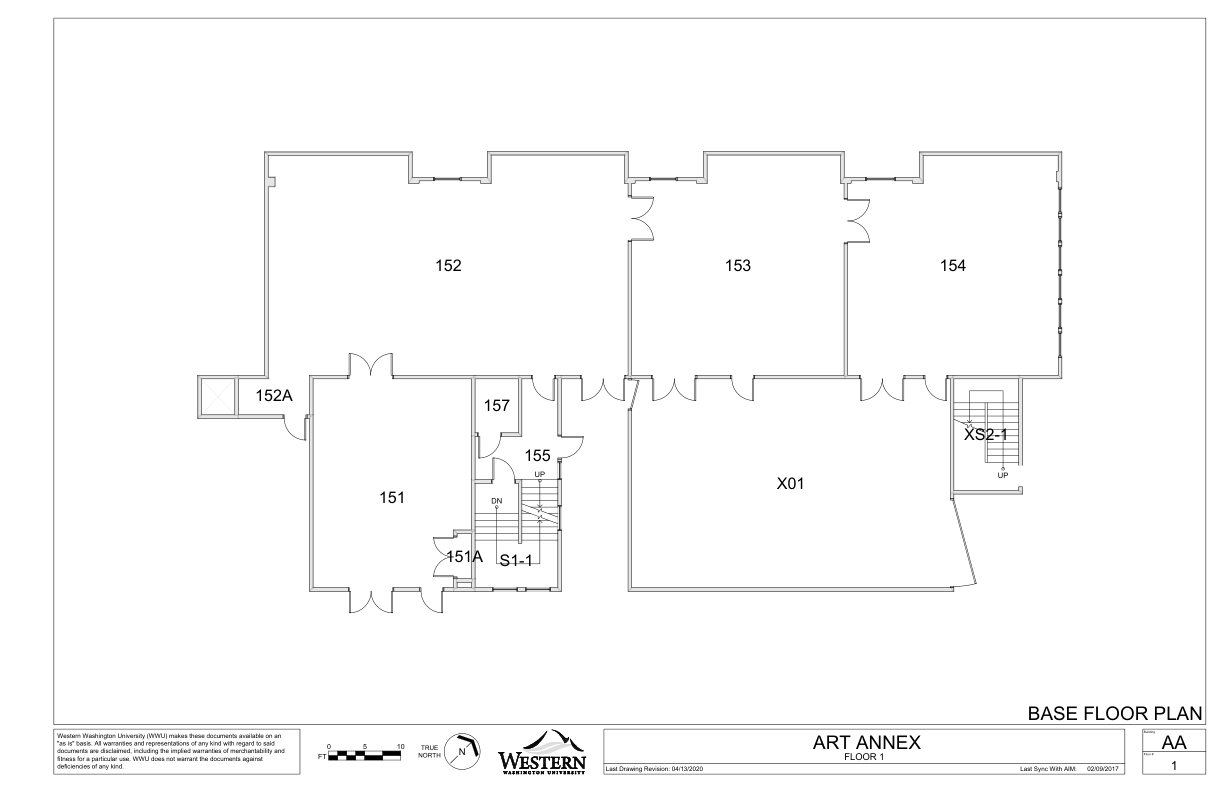 152
153
154
152A
157
XS2-1
155
UP
UP
X01
151
DN
151A
S1-1
BASE FLOOR PLAN
Western Washington University (WWU) makes these documents available on an
"as is" basis. All warranties and representations of any kind with regard to said
documents are disclaimed, including the implied warranties of merchantability and
fitness for a particular use. WWU does not warrant the documents against
deficiencies of any kind.
0 5 10
FT
TRUE
NORTH
N
WESTERN
WASHINGTON UNIVERSITY
ART ANNEX
FLOOR 1
Last Drawing Revision: 04/13/2020
Last Sync With AIM: 02/09/2017
Building
AA
1